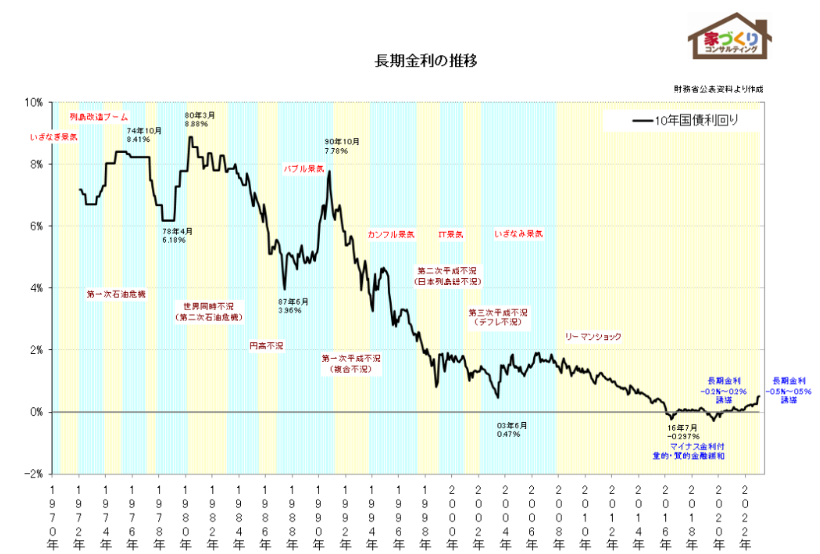 家づくり
コンサルティング
長期金利の推移
財務省公表資料より作成
10%
8%
6%
4%
2%
0%
-2%
10年国債利回り
いざなぎ景気
列島改造ブーム
74年10月
8.41%
80年3月
8.88%
78年4月
6.18%
90年10月
7.78%
バブル景気
87年6月
3.96%
カンフル景気
IT景気
いざなみ景気
第一次石油危機
世界同時不況
(第二次石油危機)
円高不況
第一次平成不況
(複合不況)
第二次平成不況
(日本列島総不況)
第三次平成不況
(デフレ不況)
リーマンショック
03年6月
0.47%
16年7月
-0.297%
マイナス金利付
量的・質的金融緩和
長期金利
-0.2%~0.2%
誘導
長期金利
-0.5%~0.5%
誘導
1970年
1972年
1974年
1976年
1978年
1980年
1982年
1984年
1986年
1988年
1990年
1992年
1994年
1996年
1998年
2000年
2002年
2004年
2006年
2008年
2010年
2012年
2014年
2016年
2018年
2020年
2022年